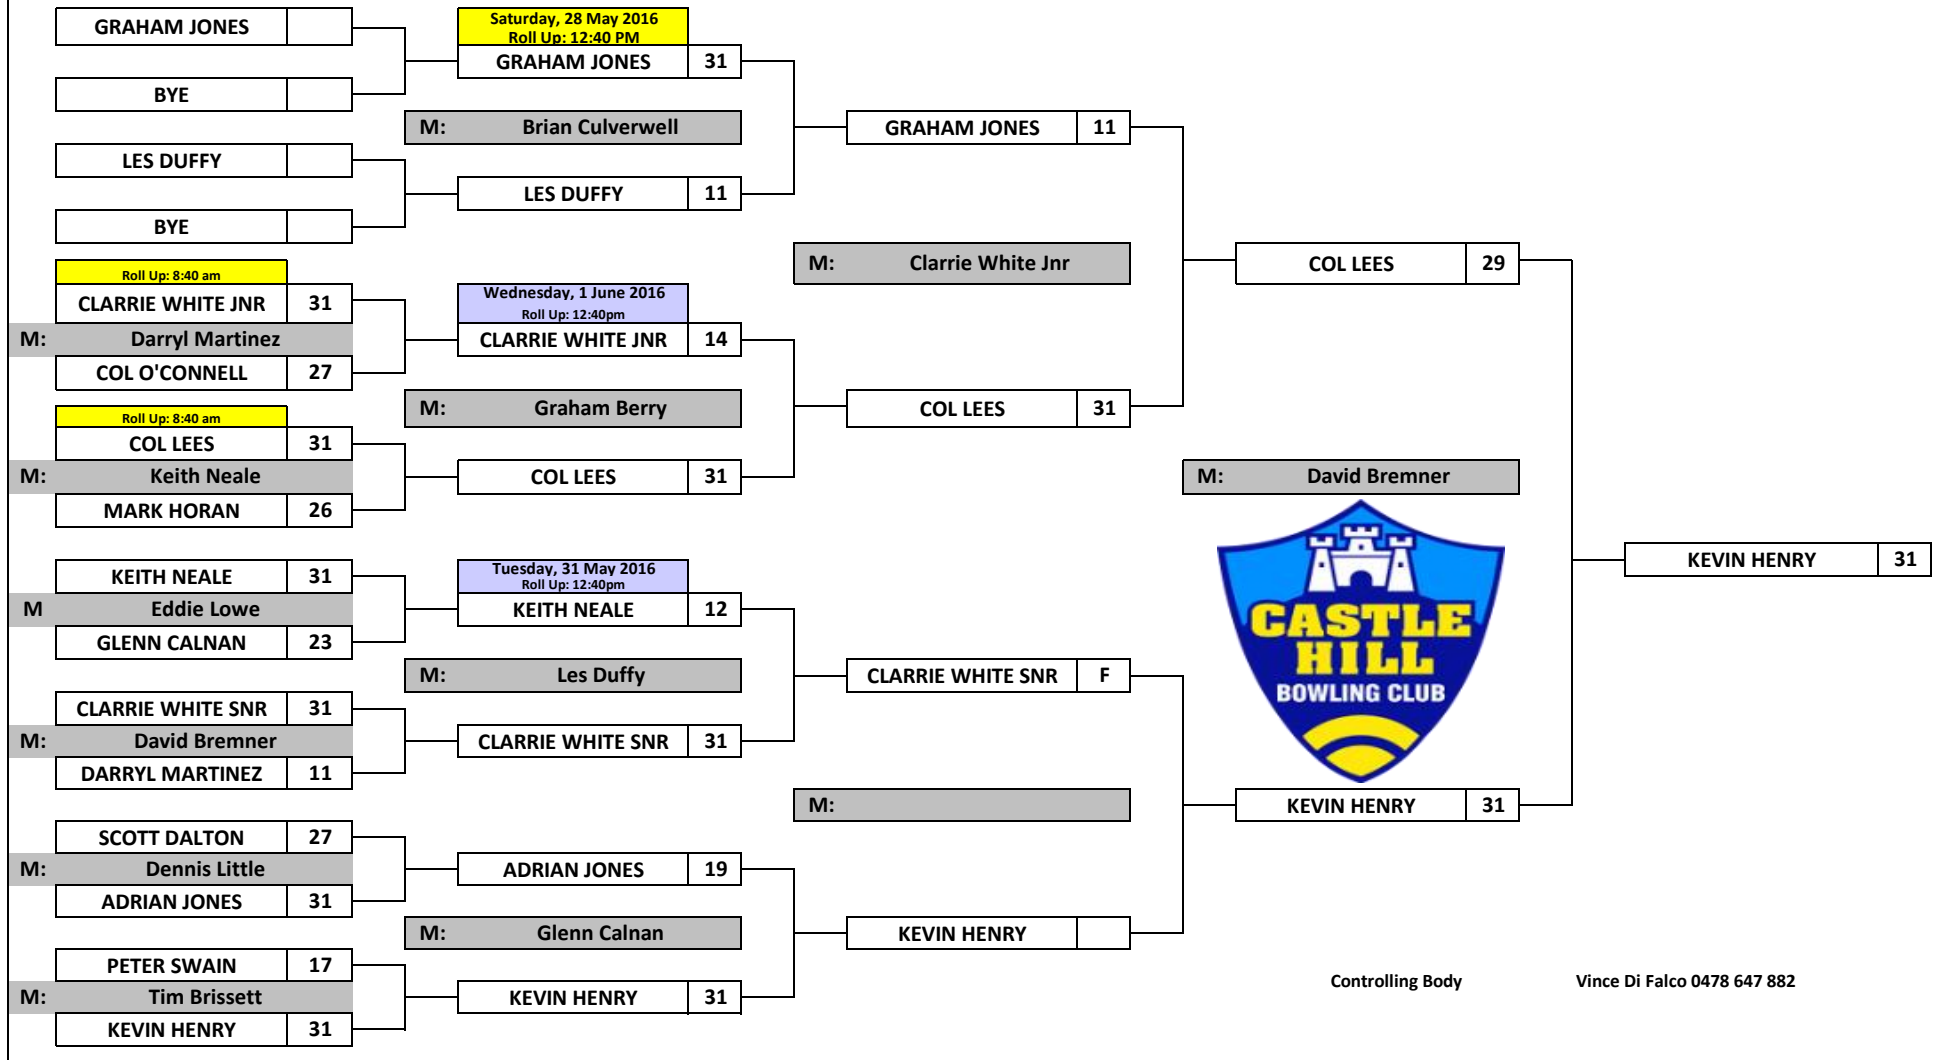 GRAHAM JONES
BYE
LES DUFFY
BYE
Roll Up: 8:40 am
CLARRIE WHITE JNR 31
M: Darryl Martinez
COL O'CONNELL 27
Roll Up: 8:40 am
COL LEES 31
M: Keith Neale
MARK HORAN 26
KEITH NEALE 31
M Eddie Lowe
GLENN CALNAN 23
CLARRIE WHITE SNR 31
M: David Bremner
DARRYL MARTINEZ 11
SCOTT DALTON 27
M: Dennis Little
ADRIAN JONES 31
PETER SWAIN 17
M: Tim Brissett
KEVIN HENRY 31
Saturday, 28 May 2016
Roll Up: 12:40 PM
GRAHAM JONES 31
M: Brian Culverwell
LES DUFFY 11
Wednesday, 1 June 2016
Roll Up: 12:40pm
CLARRIE WHITE JNR 14
M: Graham Berry
COL LEES 31
Tuesday, 31 May 2016
Roll Up: 12:40pm
KEITH NEALE 12
M: Les Duffy
CLARRIE WHITE SNR 31
ADRIAN JONES 19
M: Glenn Calnan
KEVIN HENRY 31
GRAHAM JONES 11
M: Clarrie White Jnr
COL LEES 31
CLARRIE WHITE SNR F
M:
KEVIN HENRY
COL LEES 29
M: David Bremner
CASTLE
HILL
BOWLING CLUB
KEVIN HENRY 31
KEVIN HENRY 31
Controlling Body Vince Di Falco 0478 647 882